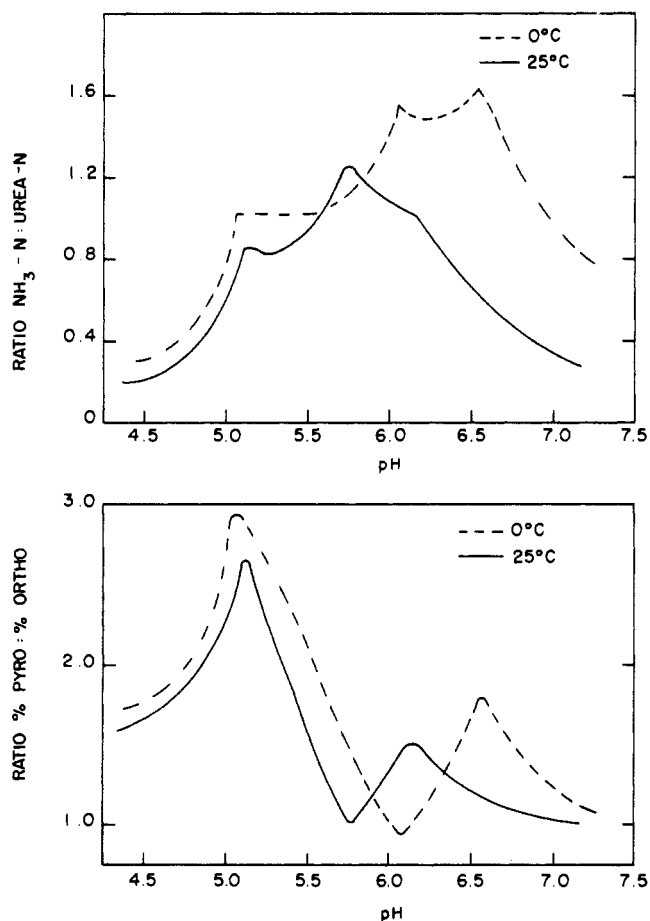 0°C
25°C
1.6
1.2
0.8
0.4
0
RATIO NH3 - N : UREA - N
4.5 5.0 5.5 6.0 6.5 7.0 7.5
pH
3.0
0°C
25°C
2.0
1.0
RATIO % PYRO : % ORTHO
4.5 5.0 5.5 6.0 6.5 7.0 7.5
pH